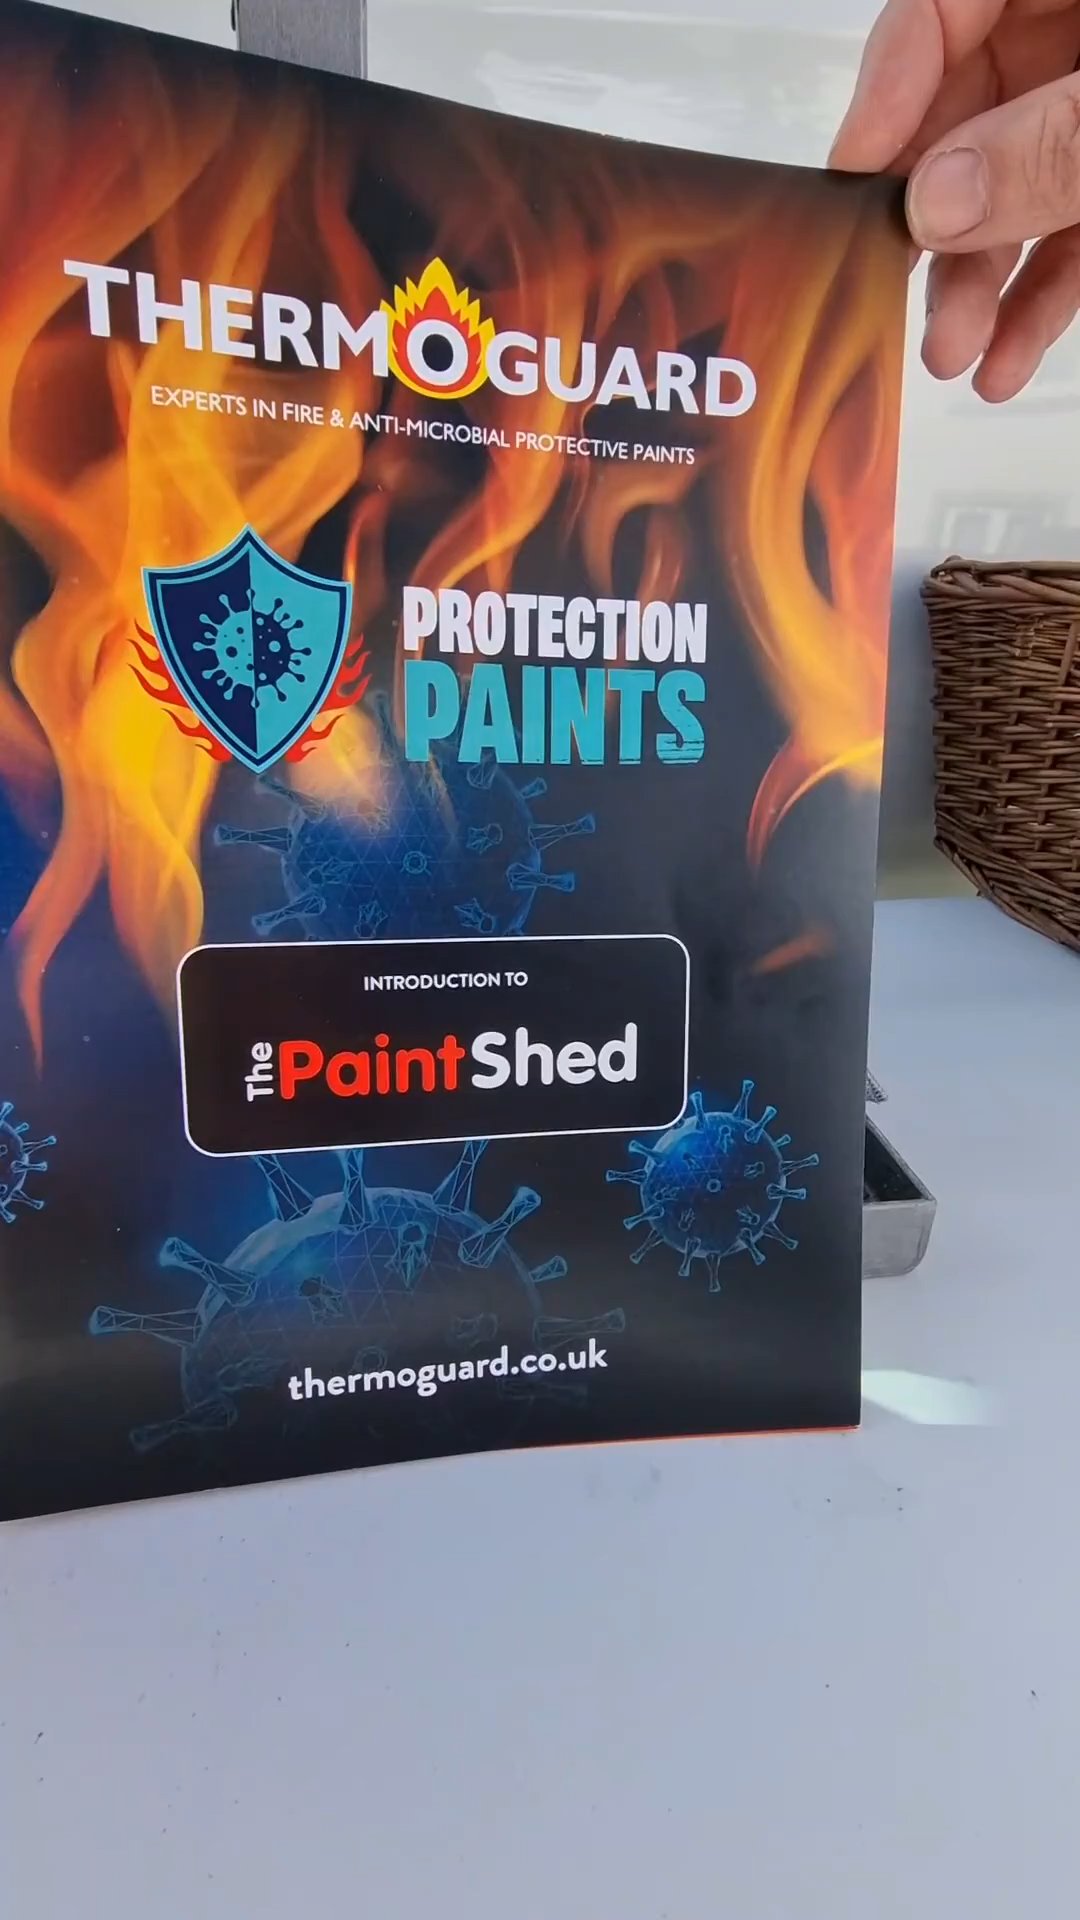 THERMOGUARD
EXPERTS IN FIRE & ANTI-MICROBIAL PROTECTIVE PAINTS
PROTECTION
PAINTS
INTRODUCTION TO
The PaintShed
thermoguard.co.uk